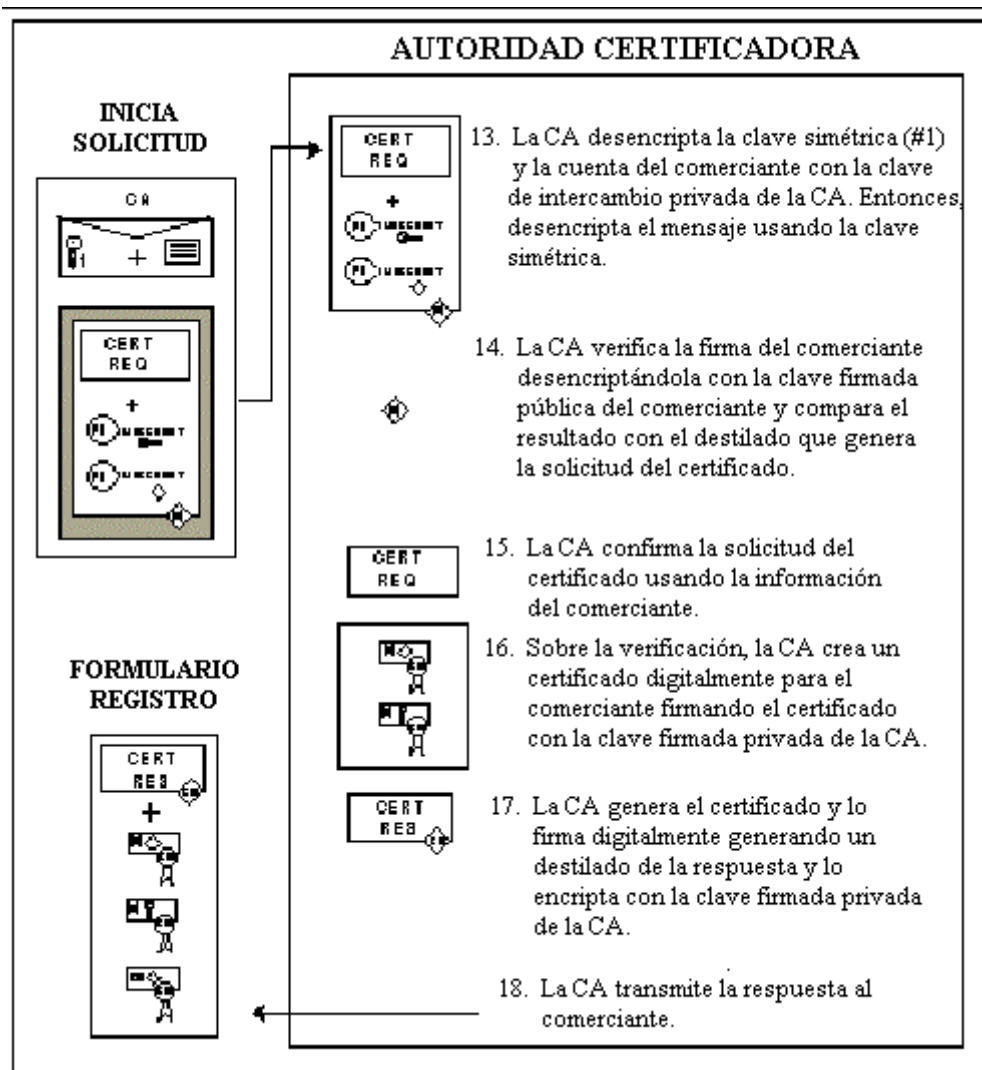 AUTORIDAD CERTIFICADORA
INICIA
SOLICITUD
CA
1
+
CERT
REQ
+
CERT
REQ
+
13. La CA desencripta la clave simétrica (#1)
y la cuenta del comerciante con la clave
de intercambio privada de la CA. Entonces,
desencripta el mensaje usando la clave
simétrica.
14. La CA verifica la firma del comerciante
desencriptándola con la clave firmada
pública del comerciante y compara el
resultado con el destilado que genera
la solicitud del certificado.
CERT
REQ
15. La CA confirma la solicitud del
certificado usando la información
del comerciante.
16. Sobre la verificación, la CA crea un
certificado digitalmente para el
comerciante firmando el certificado
con la clave firmada privada de la CA.
FORMULARIO
REGISTRO
CERT
RES
+
CERT
RES
17. La CA genera el certificado y lo
firma digitalmente generando un
destilado de la respuesta y lo
encripta con la clave firmada privada
de la CA.
18. La CA transmite la respuesta al
comerciante.